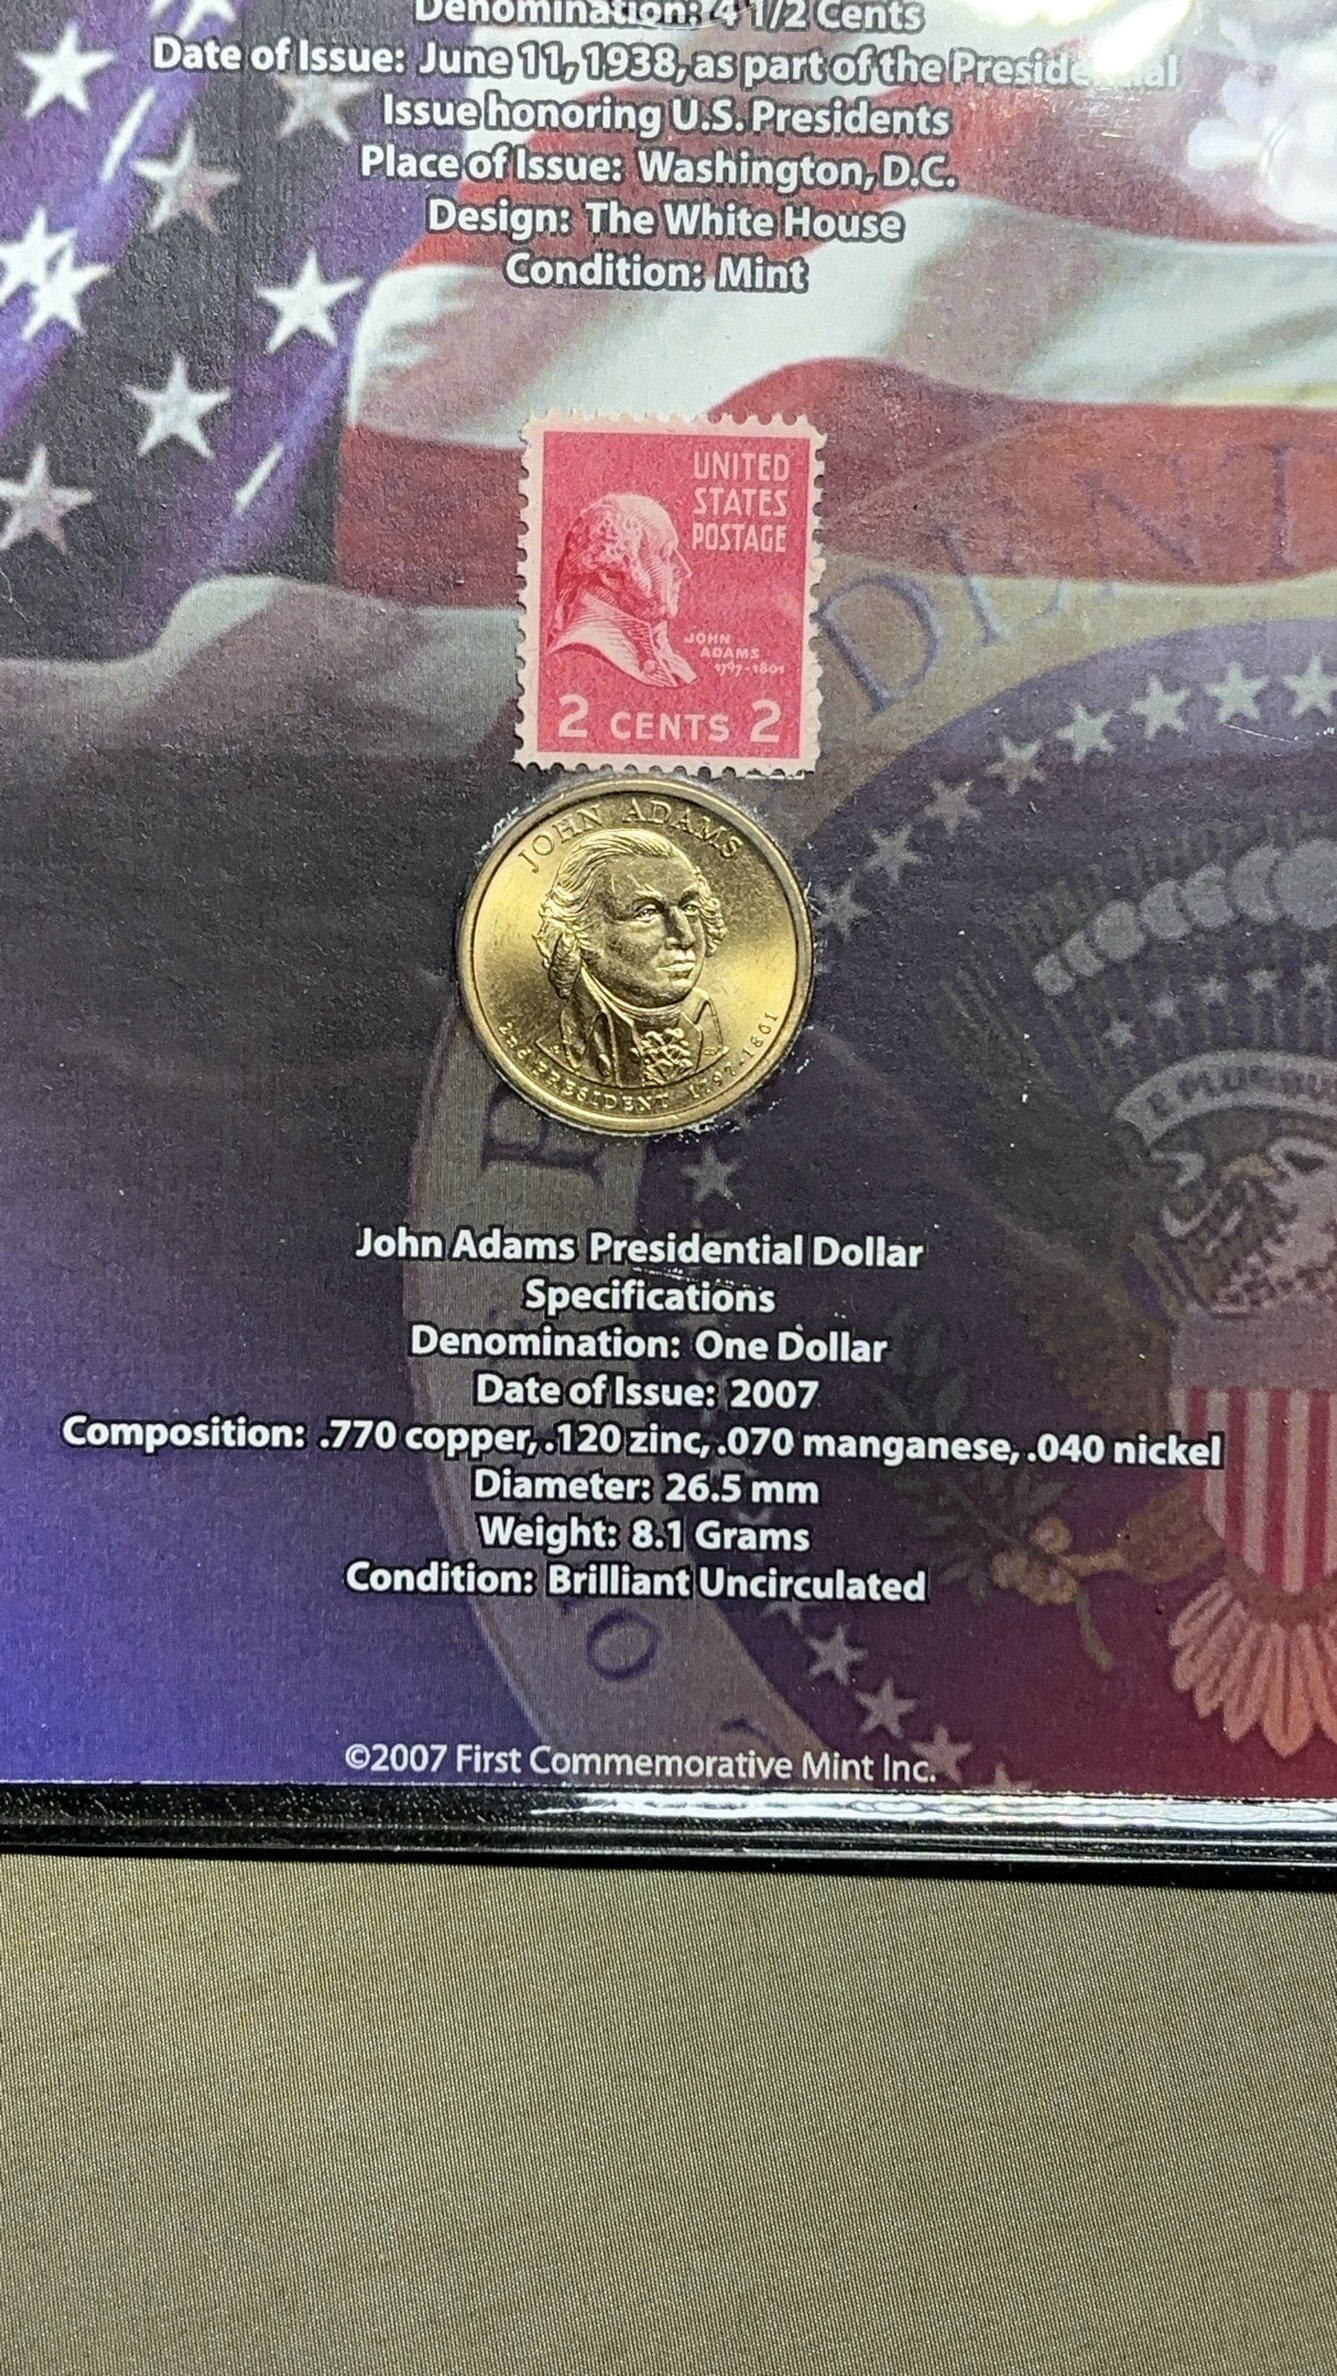 Denomination: 4 1/2 Cents
Date of Issue: June 11, 1938, as part of the Presidential
Issue honoring U.S. Presidents
Place of Issue: Washington, D.C.
Design: The White House
Condition: Mint
UNITED
STATES
POSTAGE
JOHN
ADAMS
1797-1801
2 CENTS 2
JOHN ADAMS
2nd PRESIDENT 1797-1801
John Adams Presidential Dollar
Specifications
Denomination: One Dollar
Date of Issue: 2007
Composition: .770 copper, .120 zinc, .070 manganese, .040 nickel
Diameter: 26.5 mm
Weight: 8.1 Grams
Condition: Brilliant Uncirculated
©2007 First Commemorative Mint Inc.